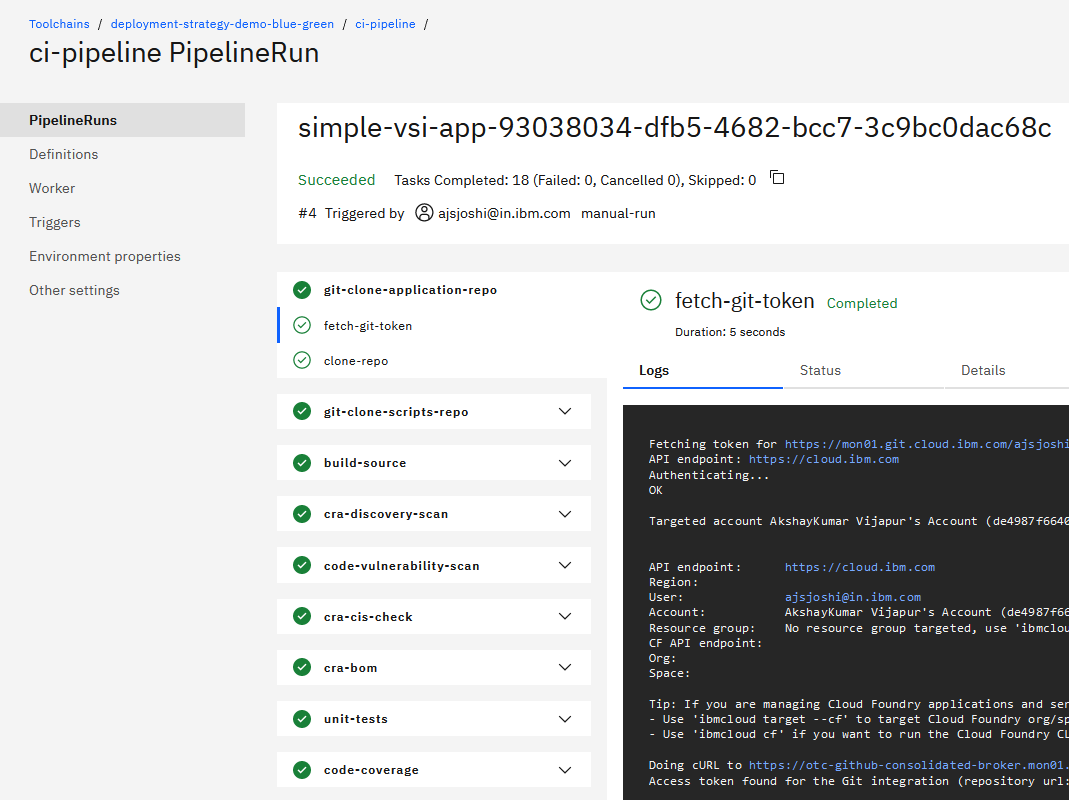 Toolchains / deployment-strategy-demo-blue-green / ci-pipeline /
ci-pipeline PipelineRun
PipelineRuns
Definitions
Worker
Triggers
Environment properties
Other settings
simple-vsi-app-93038034-dfb5-4682-bcc7-3c9bc0dac68c
Succeeded Tasks Completed: 18 (Failed: 0, Cancelled 0), Skipped: 0
#4 Triggered by ajsjoshi@in.ibm.com manual-run
git-clone-application-repo
fetch-git-token
clone-repo
git-clone-scripts-repo
build-source
cra-discovery-scan
code-vulnerability-scan
cra-cis-check
cra-bom
unit-tests
code-coverage
fetch-git-token Completed
Duration: 5 seconds
Logs Status Details
Fetching token for https://mon01.git.cloud.ibm.com/ajsjoshi
API endpoint: https://cloud.ibm.com
Authenticating...
OK
Targeted account AkshayKumar Vijapur's Account (de4987f6640
API endpoint: https://cloud.ibm.com
Region:
User: ajsjoshi@in.ibm.com
Account: AkshayKumar Vijapur's Account (de4987f66
Resource group: No resource group targeted, use 'ibmclou
CF API endpoint:
Org:
Space:
Tip: If you are managing Cloud Foundry applications and ser
- Use 'ibmcloud target --cf' to target Cloud Foundry org/sp
- Use 'ibmcloud cf' if you want to run the Cloud Foundry CL
Doing cURL to https://otc-github-consolidated-broker.mon01.
Access token found for the Git integration (repository url: